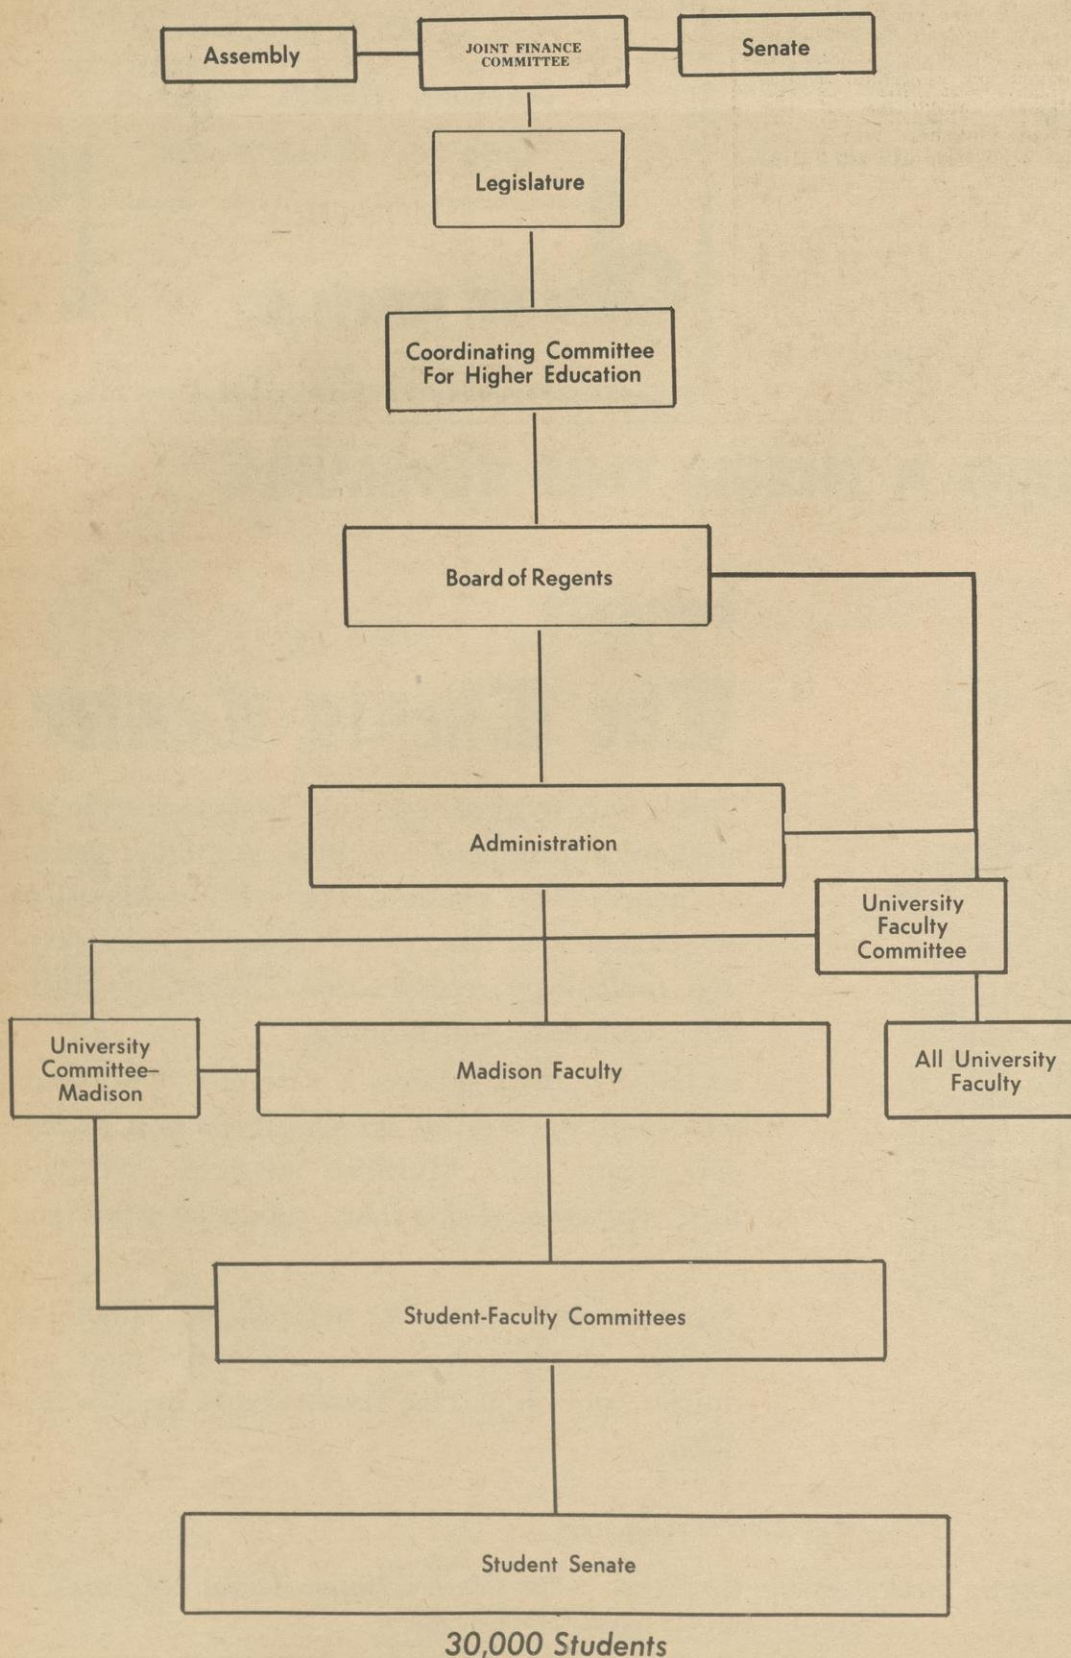 Assembly
JOINT FINANCE
COMMITTEE
Senate
Legislature
Coordinating Committee
For Higher Education
Board of Regents
Administration
University
Faculty
Committee
University
Committee–
Madison
Madison Faculty
All University
Faculty
Student-Faculty Committees
Student Senate
30,000 Students